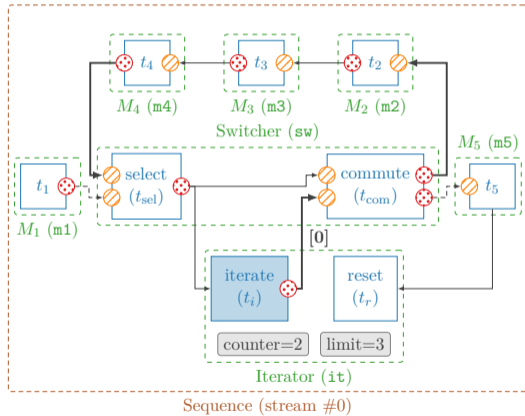 t4
t3
t2
M4 (m4)
M3 (m3)
M2 (m2)
Switcher (sw)
M5 (m5)
t1
select
(tsel)
commute
(tcom)
t5
M1 (m1)
[0]
iterate
(ti)
reset
(tr)
counter=2
limit=3
Iterator (it)
Sequence (stream #0)